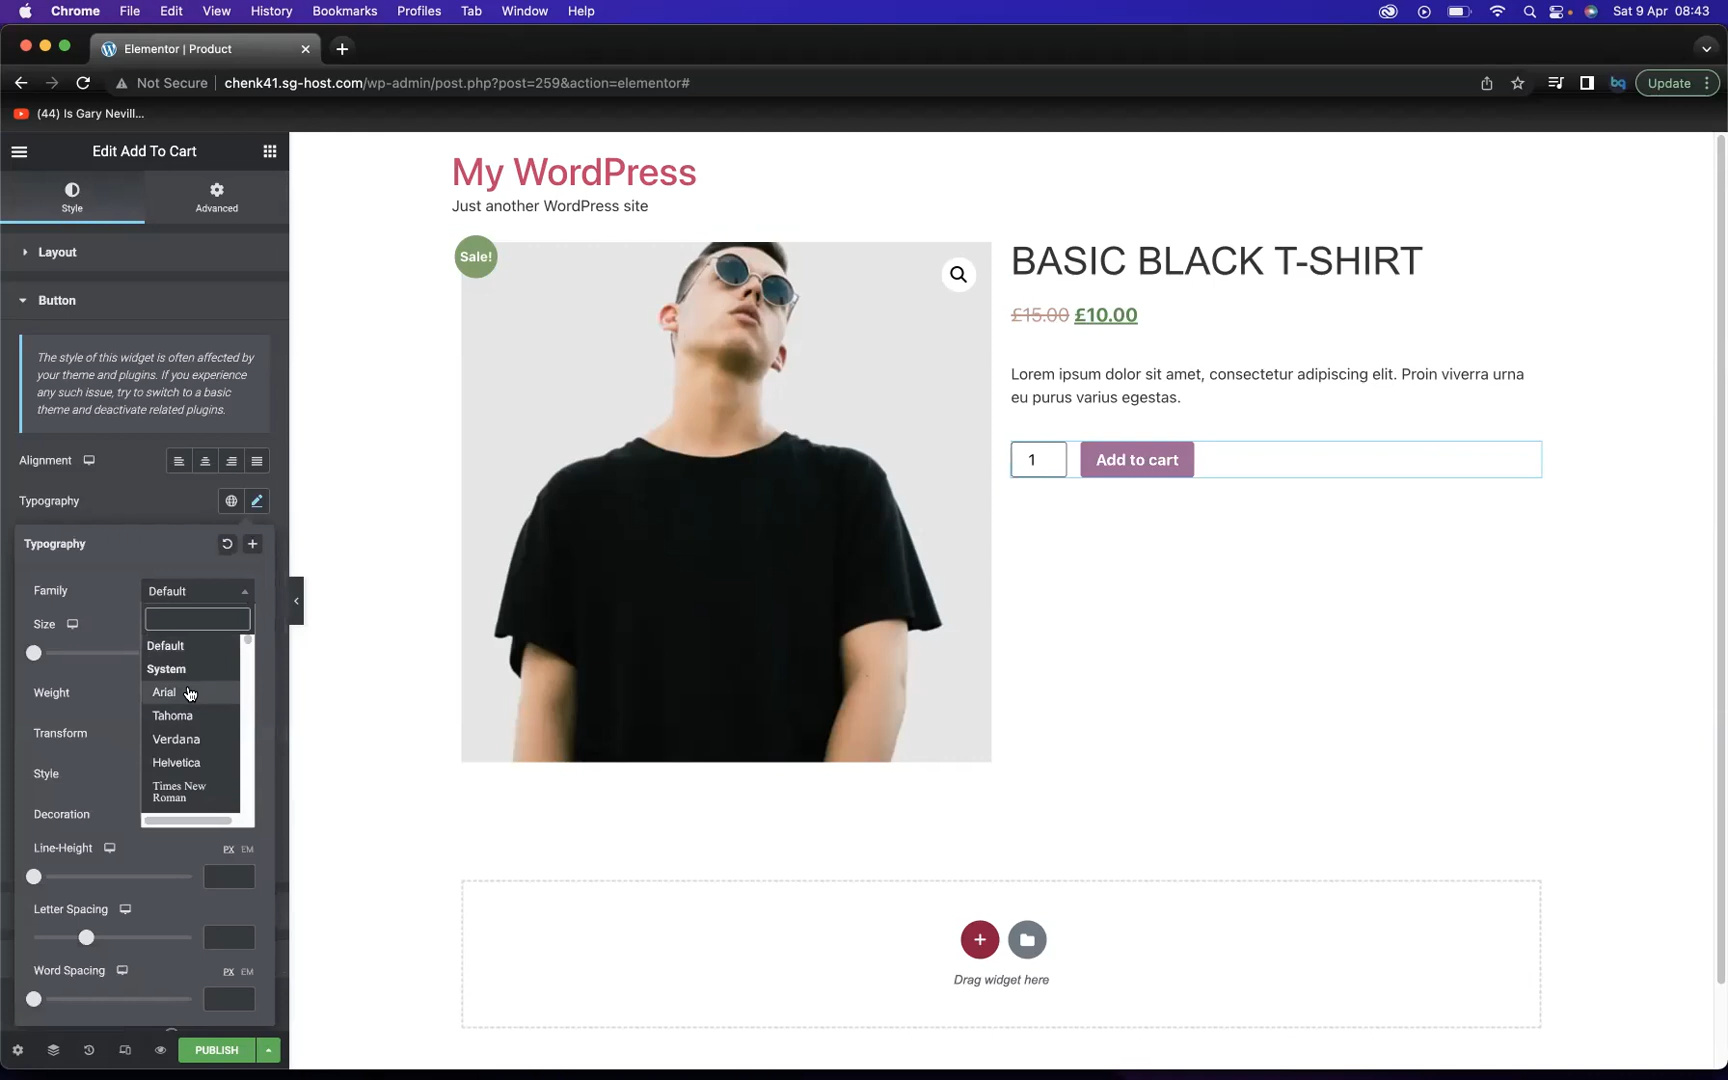 Chrome File Edit View History Bookmarks Profiles Tab Window Help Sat 9 Apr 08:43
Elementor | Product
Not Secure chenk41.sg-host.com/wp-admin/post.php?post=259&action=elementor# Update
(44) Is Gary Nevill...
Edit Add To Cart
Style Advanced
Layout
Button
The style of this widget is often affected by
your theme and plugins. If you experience
any such issue, try to switch to a basic
theme and deactivate related plugins.
Alignment
Typography
Typography
Family Default
Size
Default
System
Weight Arial
Tahoma
Transform Verdana
Helvetica
Style Times New
Roman
Decoration
Line-Height PX EM
Letter Spacing
Word Spacing PX EM
PUBLISH
My WordPress
Just another WordPress site
Sale!
BASIC BLACK T-SHIRT
£15.00 £10.00
Lorem ipsum dolor sit amet, consectetur adipiscing elit. Proin viverra urna
eu purus varius egestas.
1 Add to cart
Drag widget here